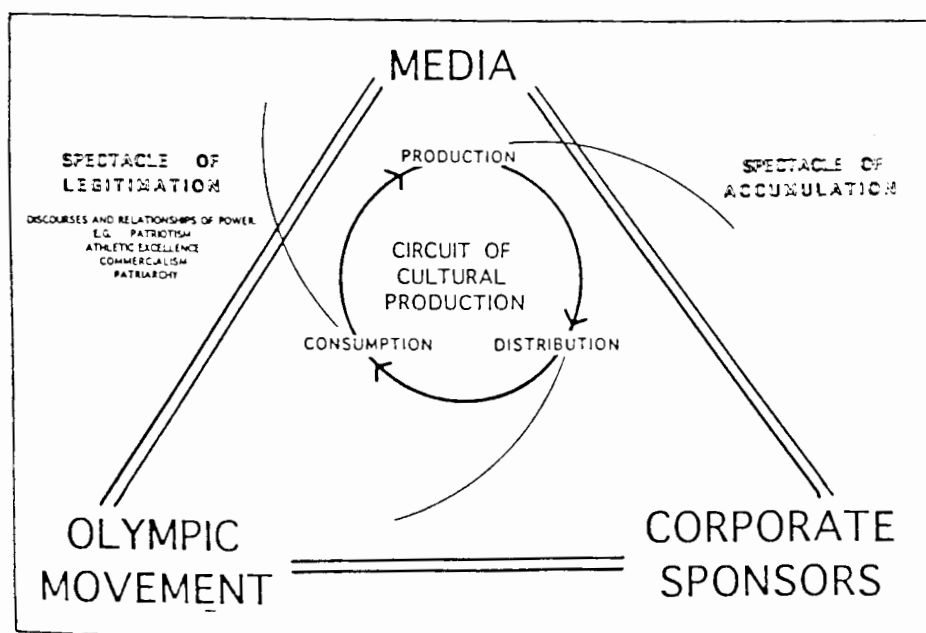 MEDIA
SPECTACLE OF
LEGITIMATION
DISCOURSES AND RELATIONSHIPS OF POWER
E.G. PATRIOTISM
ATHLETIC EXCELLENCE
COMMERCIALISM
PATRIARCHY
PRODUCTION
SPECTACLE OF
ACCUMULATION
CIRCUIT OF
CULTURAL
PRODUCTION
CONSUMPTION
DISTRIBUTION
OLYMPIC
MOVEMENT
CORPORATE
SPONSORS